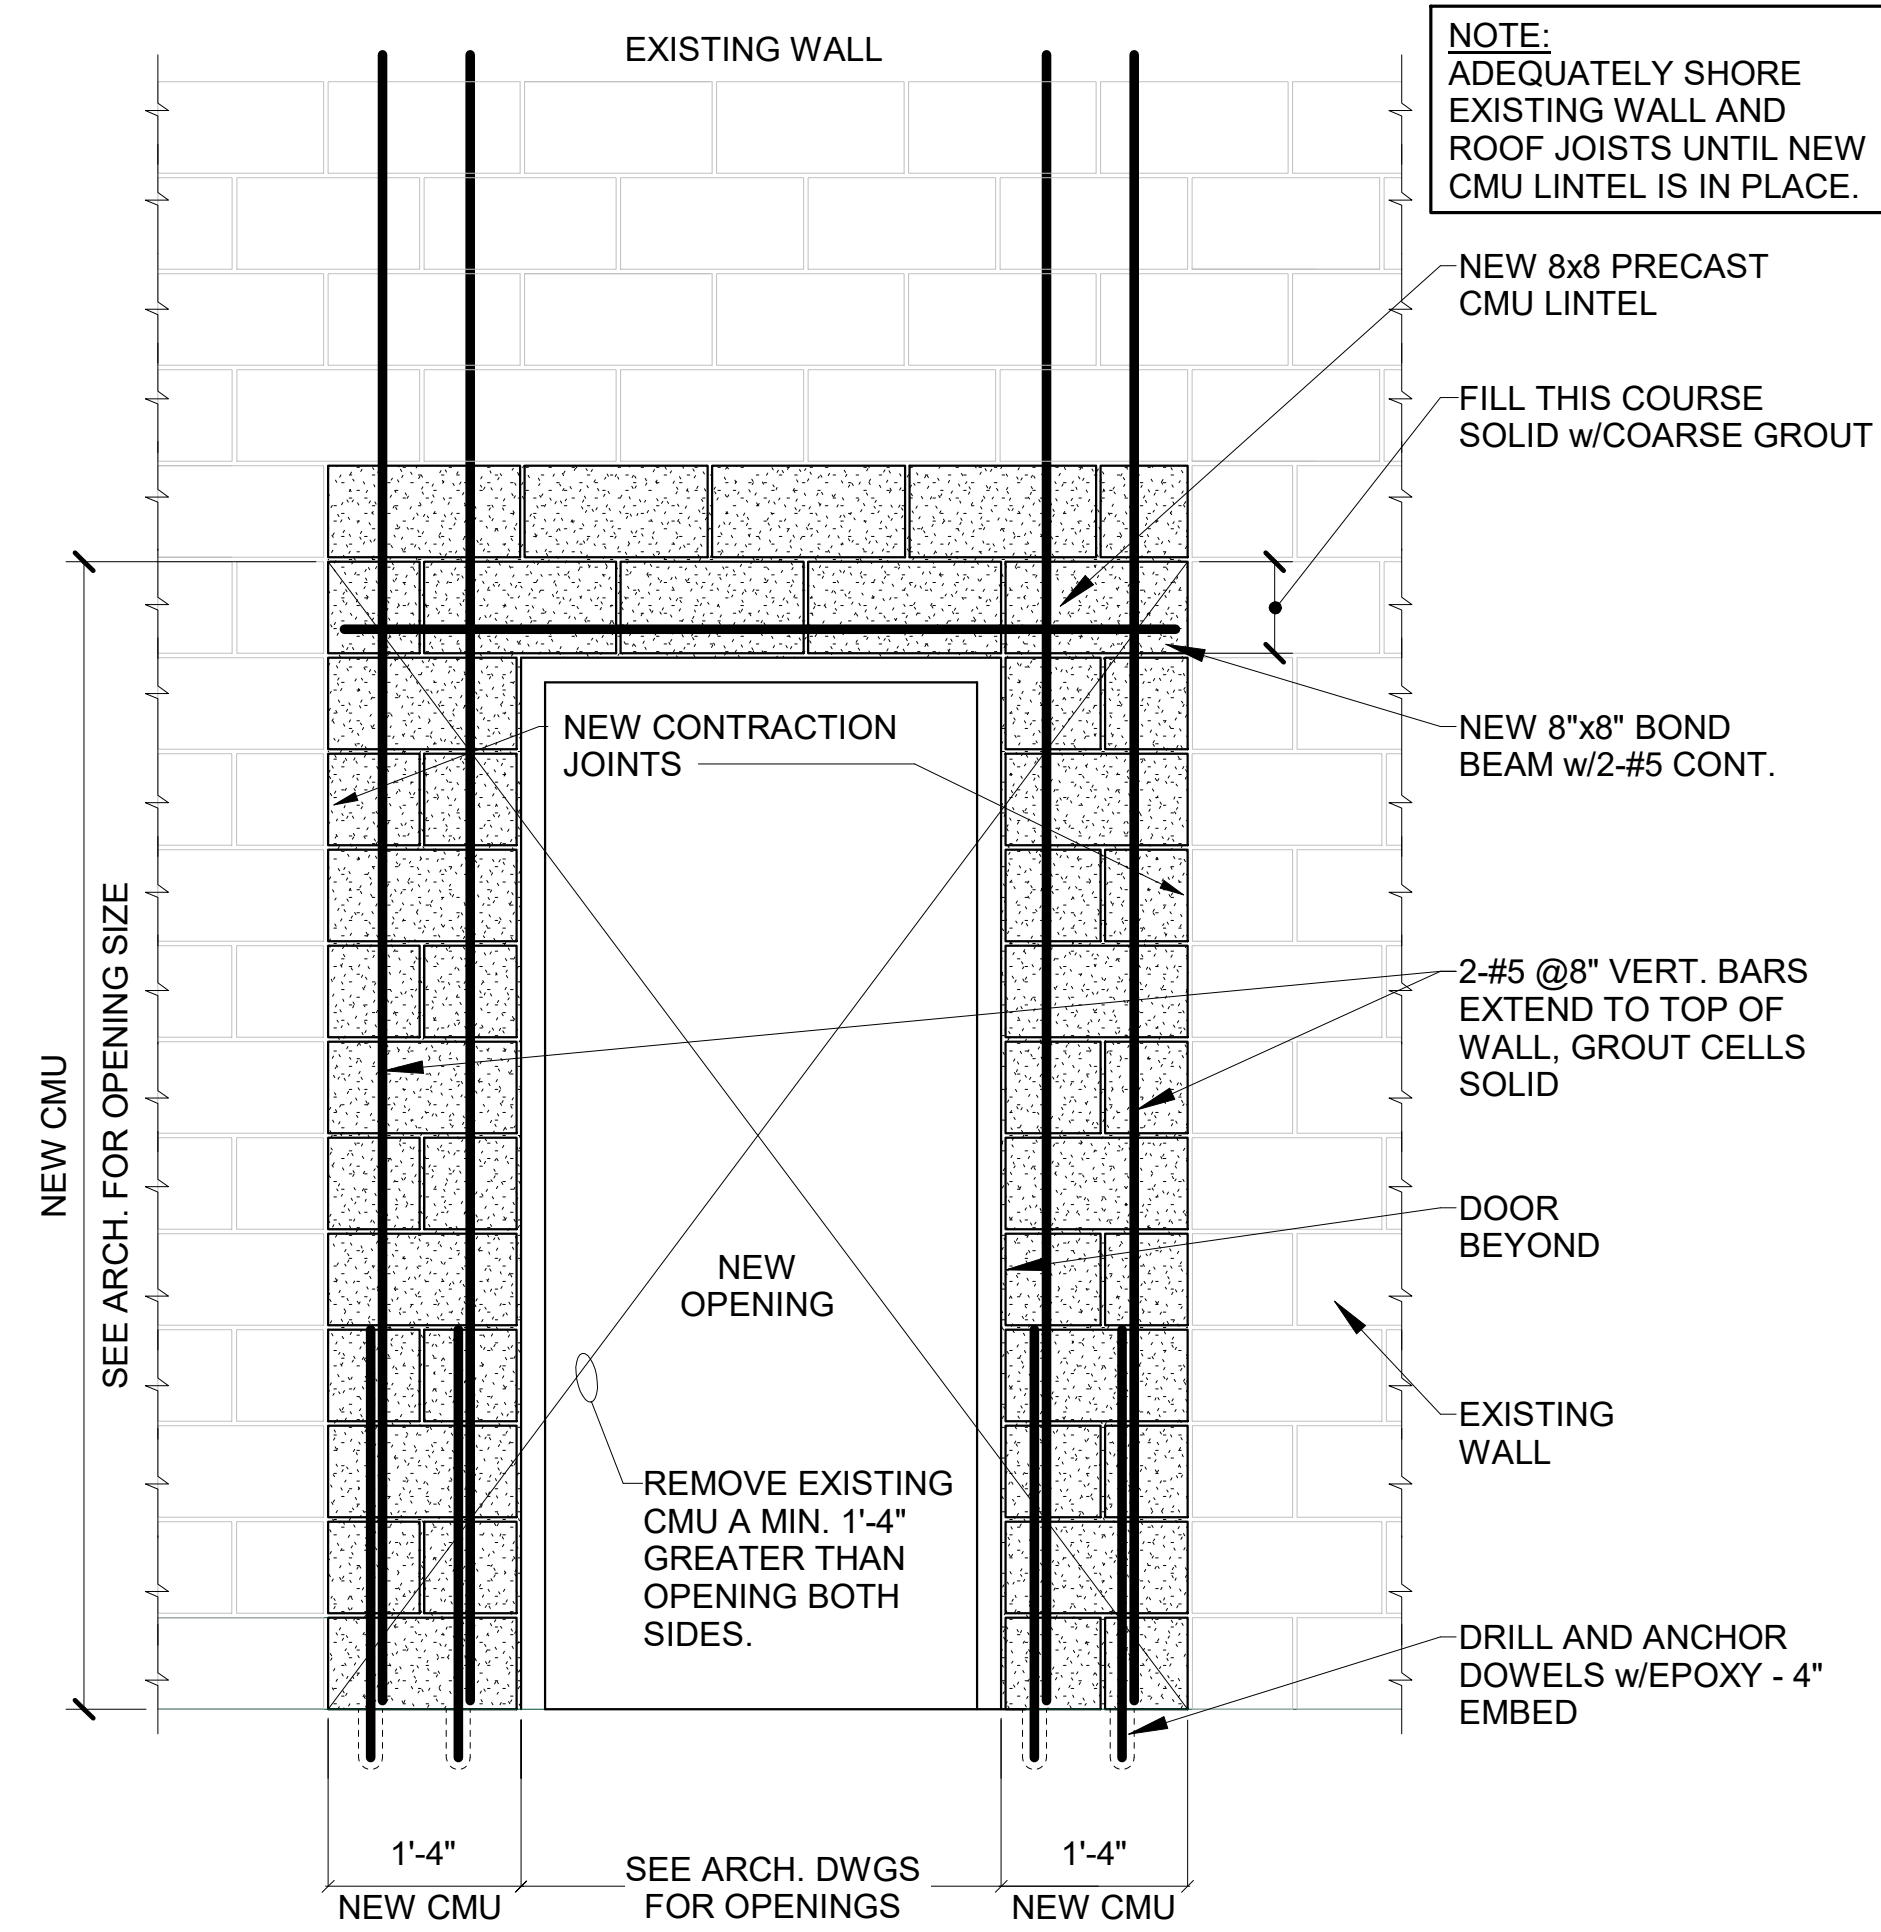 EXISTING WALL
NOTE:
ADEQUATELY SHORE
EXISTING WALL AND
ROOF JOISTS UNTIL NEW
CMU LINTEL IS IN PLACE.
NEW 8x8 PRECAST
CMU LINTEL
FILL THIS COURSE
SOLID w/COARSE GROUT
NEW 8"x8" BOND
BEAM w/2-#5 CONT.
NEW CONTRACTION
JOINTS
2-#5 @8" VERT. BARS
EXTEND TO TOP OF
WALL, GROUT CELLS
SOLID
NEW CMU
SEE ARCH. FOR OPENING SIZE
DOOR
BEYOND
NEW
OPENING
EXISTING
WALL
REMOVE EXISTING
CMU A MIN. 1'-4"
GREATER THAN
OPENING BOTH
SIDES.
DRILL AND ANCHOR
DOWELS w/EPOXY - 4"
EMBED
1'-4"
NEW CMU
SEE ARCH. DWGS
FOR OPENINGS
1'-4"
NEW CMU